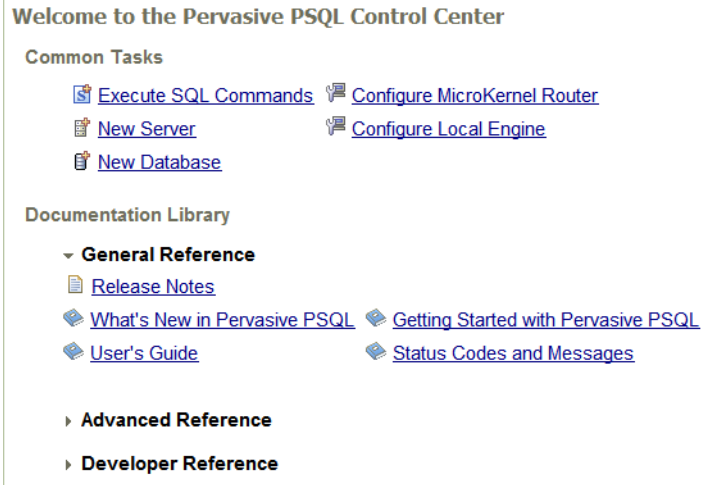 Welcome to the Pervasive PSQL Control Center
Common Tasks
Execute SQL Commands Configure MicroKernel Router
New Server Configure Local Engine
New Database
Documentation Library
General Reference
Release Notes
What's New in Pervasive PSQL Getting Started with Pervasive PSQL
User's Guide Status Codes and Messages
Advanced Reference
Developer Reference